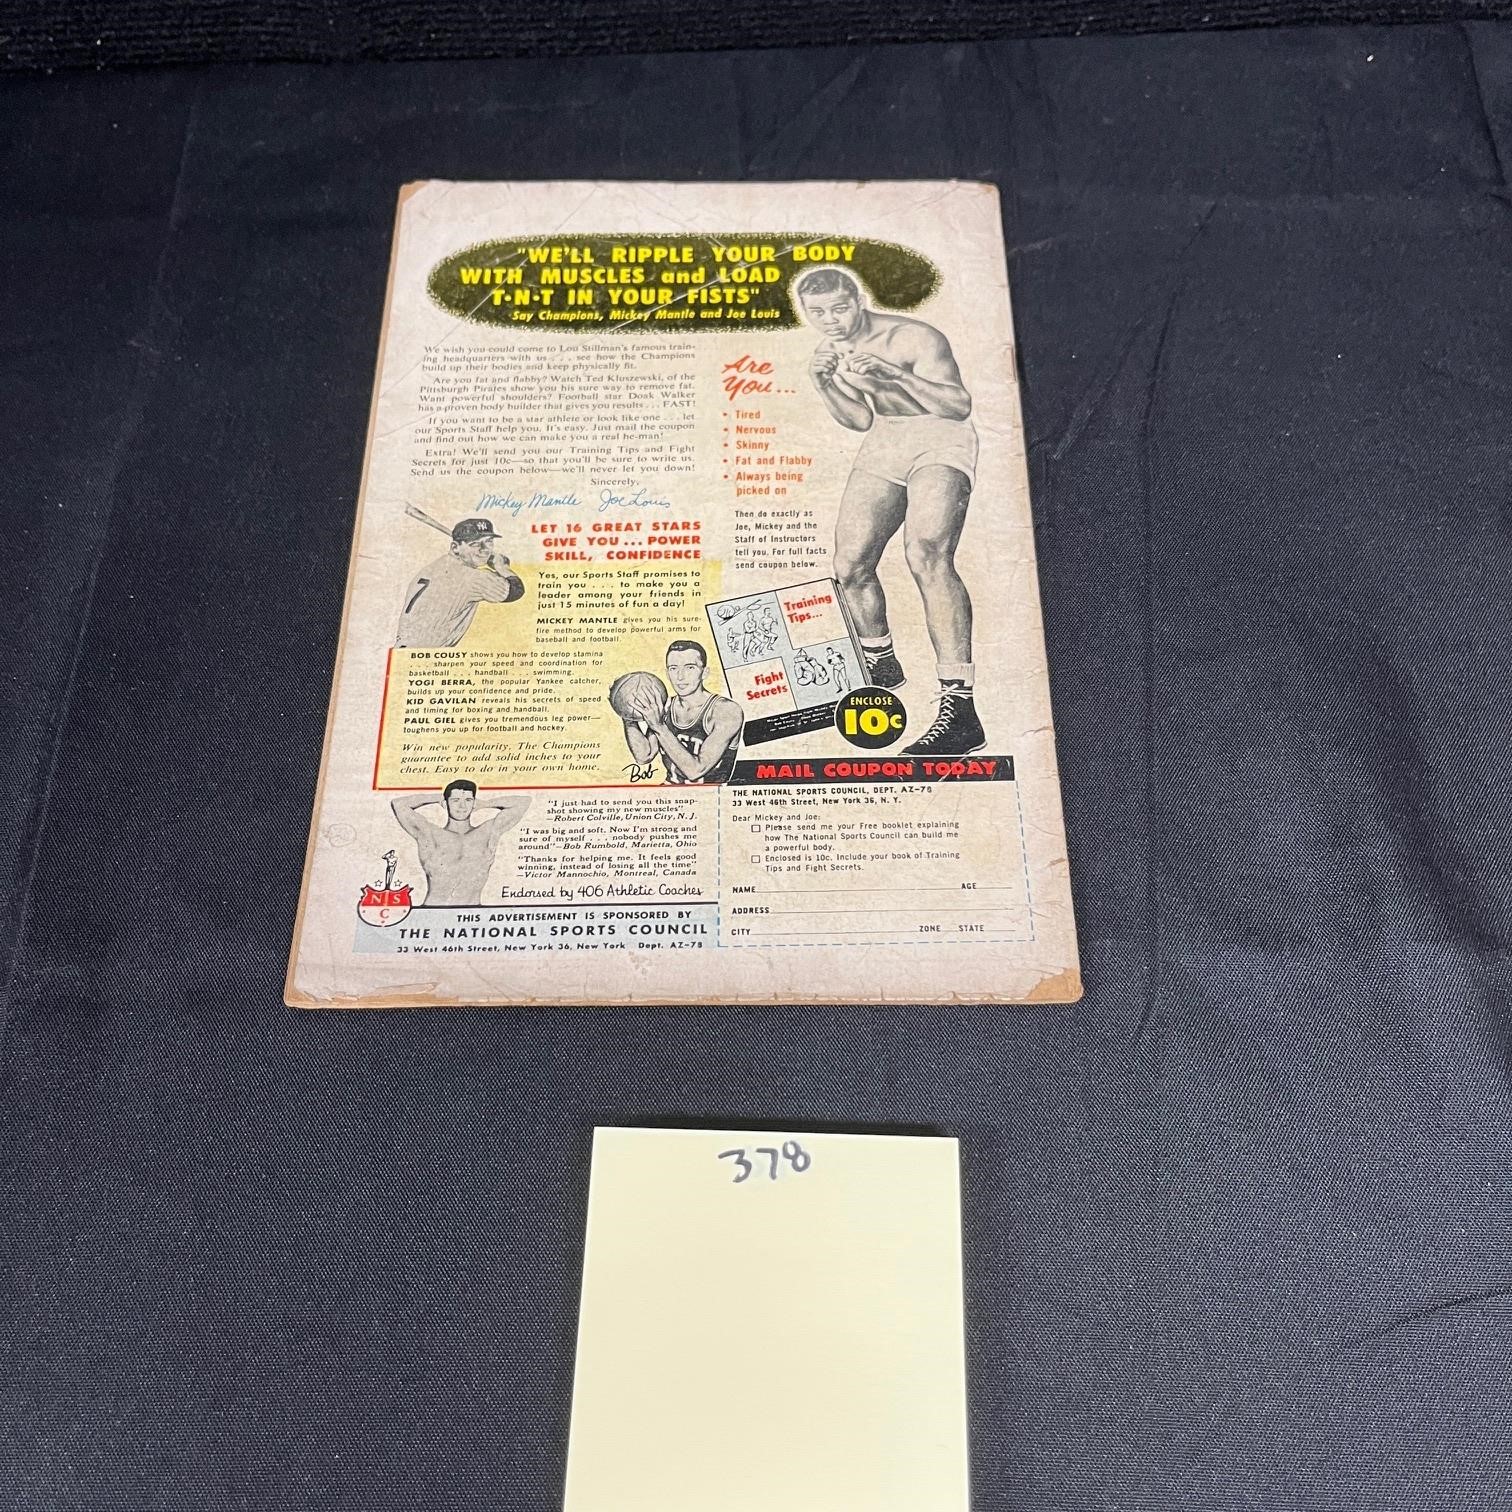 "WE'LL RIPPLE YOUR BODY
WITH MUSCLES and LOAD
T-N-T IN YOUR FISTS"
Say Champions, Mickey Mantle and Joe Louis
We wish you could come to Lou Stillman's famous train-
ing headquarters with us . . . see how the Champions
build up their bodies and keep physically fit.
Are you fat and flabby? Watch Ted Kluszewski, of the
Pittsburgh Pirates show you his sure way to remove fat.
Want powerful shoulders? Football star Doak Walker
has a proven body builder that gives you results . . . FAST!
If you want to be a star athlete or look like one . . . let
our Sports Staff help you. It's easy. Just mail the coupon
and find out how we can make you a real he-man!
Extra! We'll send you our Training Tips and Fight
Secrets for just 10c—so that you'll be sure to write us.
Send us the coupon below—we'll never let you down!
Sincerely,
Mickey Mantle Joe Louis
Are
You...
• Tired
• Nervous
• Skinny
• Fat and Flabby
• Always being
picked on
Then do exactly as
Joe, Mickey and the
Staff of Instructors
tell you. For full facts
send coupon below.
LET 16 GREAT STARS
GIVE YOU ... POWER
SKILL, CONFIDENCE
NY
7
Yes, our Sports Staff promises to
train you . . . to make you a
leader among your friends in
just 15 minutes of fun a day!
MICKEY MANTLE gives you his sure-
fire method to develop powerful arms for
baseball and football.
BOB COUSY shows you how to develop stamina
. . . sharpen your speed and coordination for
basketball . . . handball . . . swimming.
YOGI BERRA, the popular Yankee catcher,
builds up your confidence and pride.
KID GAVILAN reveals his secrets of speed
and timing for boxing and handball.
PAUL GIEL gives you tremendous leg power—
toughens you up for football and hockey.
Win new popularity. The Champions
guarantee to add solid inches to your
chest. Easy to do in your own home.
Bob
Training
Tips...
Fight
Secrets
ENCLOSE
10c
MAIL COUPON TODAY
"I just had to send you this snap-
shot showing my new muscles"
—Robert Colville, Union City, N. J.
"I was big and soft. Now I'm strong and
sure of myself . . . nobody pushes me
around"—Bob Rumbold, Marietta, Ohio
"Thanks for helping me. It feels good
winning, instead of losing all the time"
—Victor Mannochio, Montreal, Canada
Endorsed by 406 Athletic Coaches
N S
C
THIS ADVERTISEMENT IS SPONSORED BY
THE NATIONAL SPORTS COUNCIL
33 West 46th Street, New York 36, New York Dept. AZ-78
THE NATIONAL SPORTS COUNCIL, DEPT. AZ-78
33 West 46th Street, New York 36, N. Y.
Dear Mickey and Joe:
Please send me your Free booklet explaining
how The National Sports Council can build me
a powerful body.
Enclosed is 10c. Include your book of Training
Tips and Fight Secrets.
NAME AGE
ADDRESS
CITY ZONE STATE
378